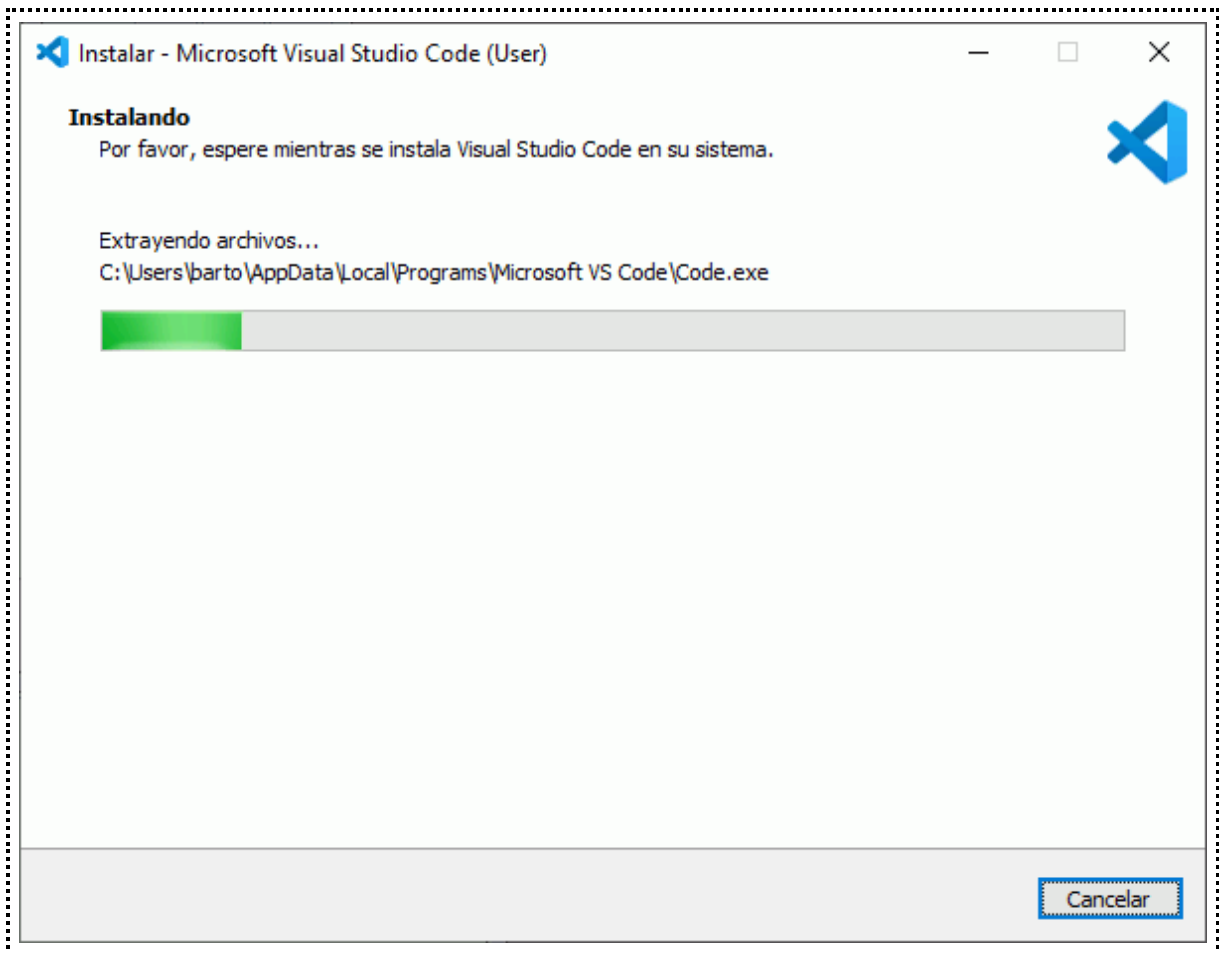 Instalar - Microsoft Visual Studio Code (User)
Instalando
Por favor, espere mientras se instala Visual Studio Code en su sistema.
Extrayendo archivos...
C:\Users\barto\AppData\Local\Programs\Microsoft VS Code\Code.exe
Cancelar